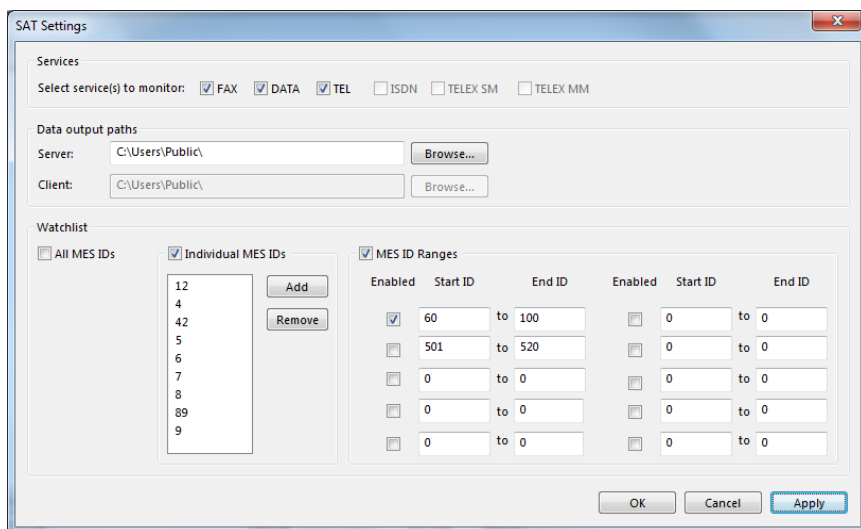 SAT Settings
Services
Select service(s) to monitor: FAX DATA TEL ISDN TELEX SM TELEX MM
Data output paths
Server: C:\Users\Public\ Browse...
Client: C:\Users\Public\ Browse...
Watchlist
All MES IDs
Individual MES IDs
12
4
42
5
6
7
8
89
9
Add
Remove
MES ID Ranges
Enabled Start ID End ID Enabled Start ID End ID
60 to 100 0 to 0
501 to 520 0 to 0
0 to 0 0 to 0
0 to 0 0 to 0
0 to 0 0 to 0
OK Cancel Apply